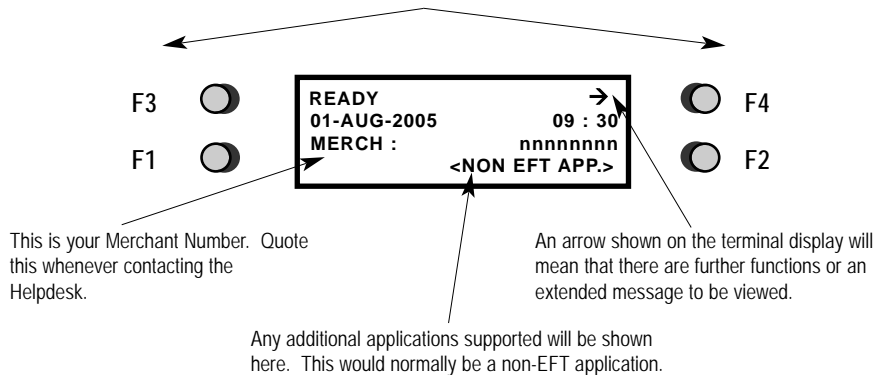 F3
READY →
F4
01-AUG-2005 09 : 30
F1
MERCH : nnnnnnnn
F2
<NON EFT APP.>
This is your Merchant Number. Quote
this whenever contacting the
Helpdesk.
An arrow shown on the terminal display will
mean that there are further functions or an
extended message to be viewed.
Any additional applications supported will be shown
here. This would normally be a non-EFT application.